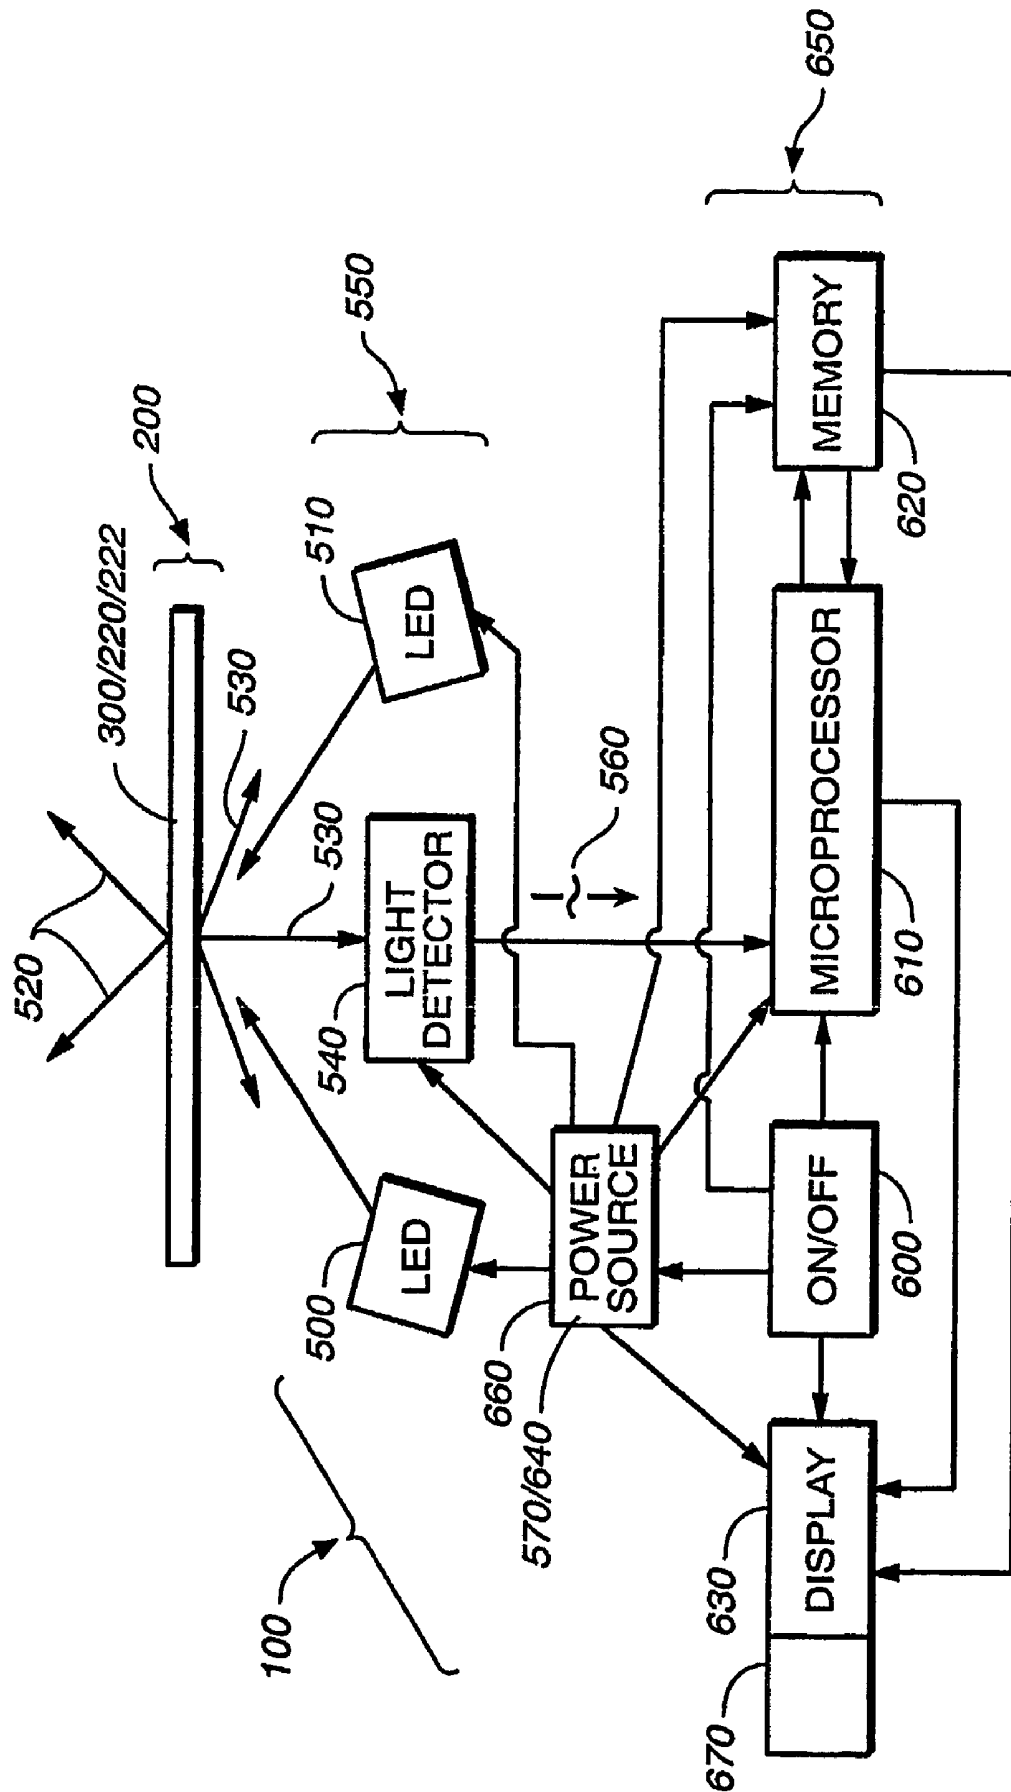 520
300/220/222
200
530
530
510
LED
550
500
LED
540
LIGHT
DETECTOR
560
100
660
570/640
POWER
SOURCE
650
670
630
DISPLAY
ON/OFF
600
MICROPROCESSOR
610
MEMORY
620